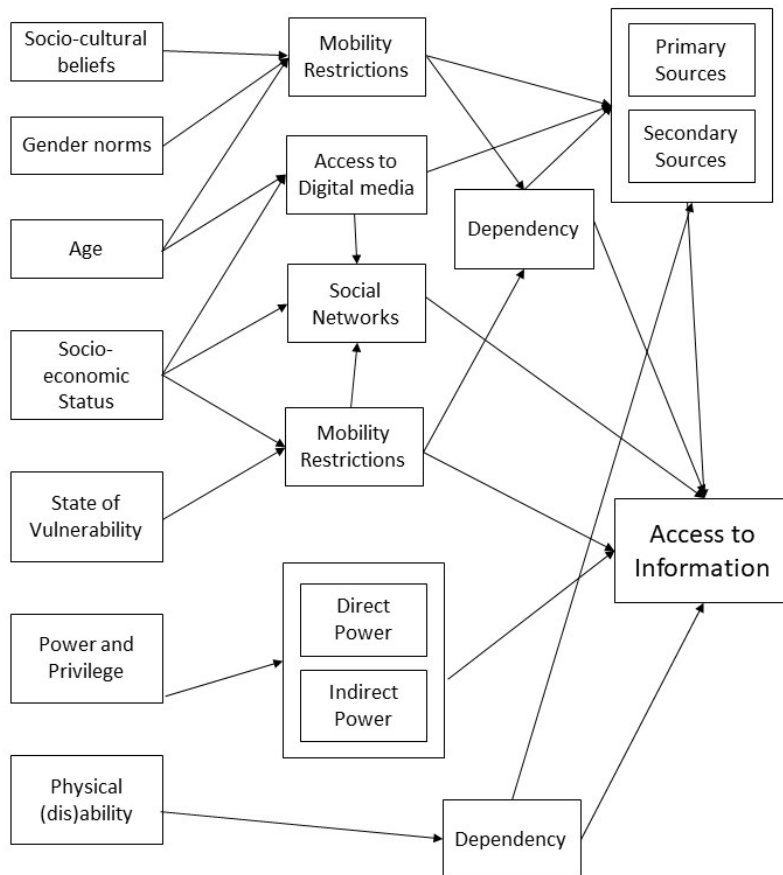 Socio-cultural
beliefs
Gender norms
Age
Socio-
economic
Status
State of
Vulnerability
Power and
Privilege
Physical
(dis)ability
Mobility
Restrictions
Access to
Digital media
Social
Networks
Mobility
Restrictions
Direct
Power
Indirect
Power
Dependency
Dependency
Primary
Sources
Secondary
Sources
Access to
Information